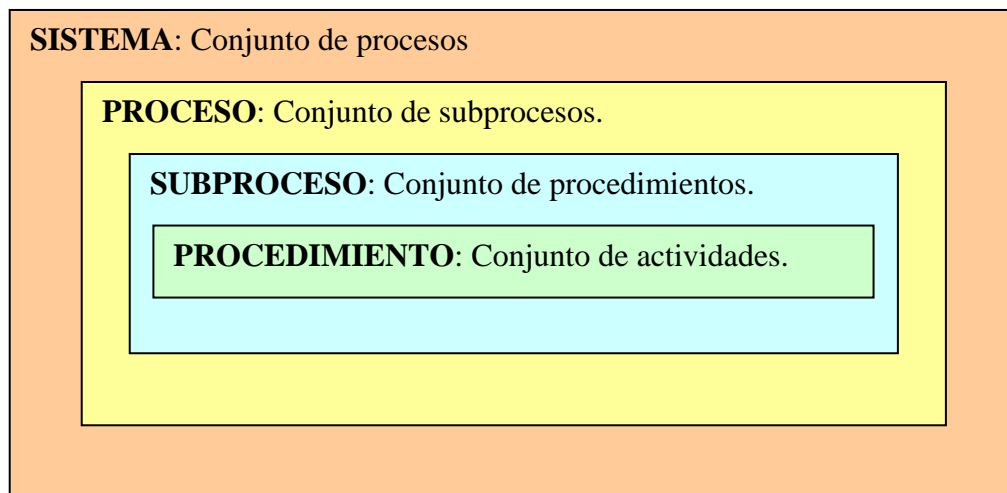 SISTEMA: Conjunto de procesos
PROCESO: Conjunto de subprocesos.
SUBPROCESO: Conjunto de procedimientos.
PROCEDIMIENTO: Conjunto de actividades.